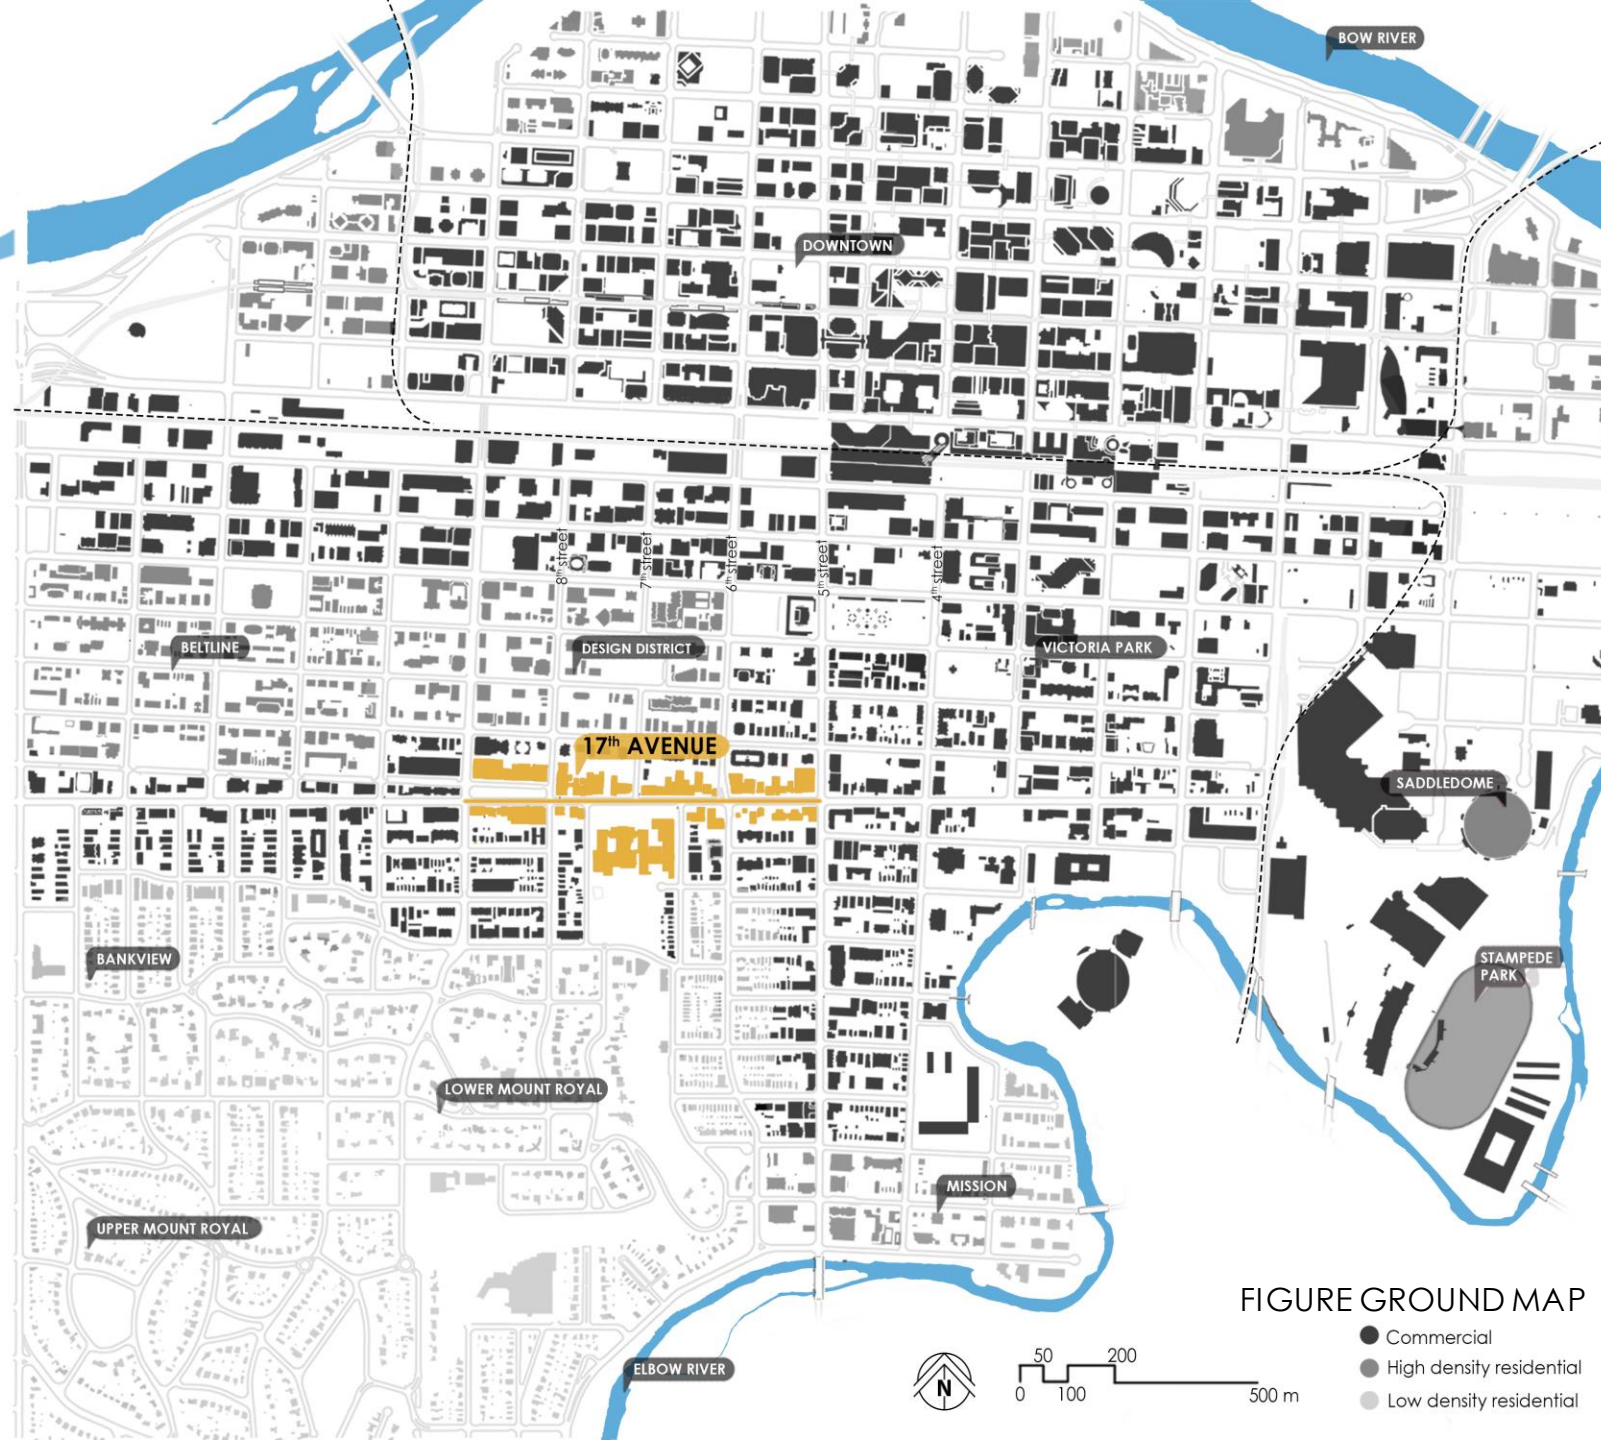 BOW RIVER
DOWNTOWN
8th street
7th street
6th street
5th street
4th street
BELTLINE
DESIGN DISTRICT
VICTORIA PARK
17th AVENUE
SADDLEDOME
BANKVIEW
STAMPEDE
PARK
LOWER MOUNT ROYAL
MISSION
UPPER MOUNT ROYAL
ELBOW RIVER
FIGURE GROUND MAP
Commercial
High density residential
Low density residential
N
50 200
0 100 500 m